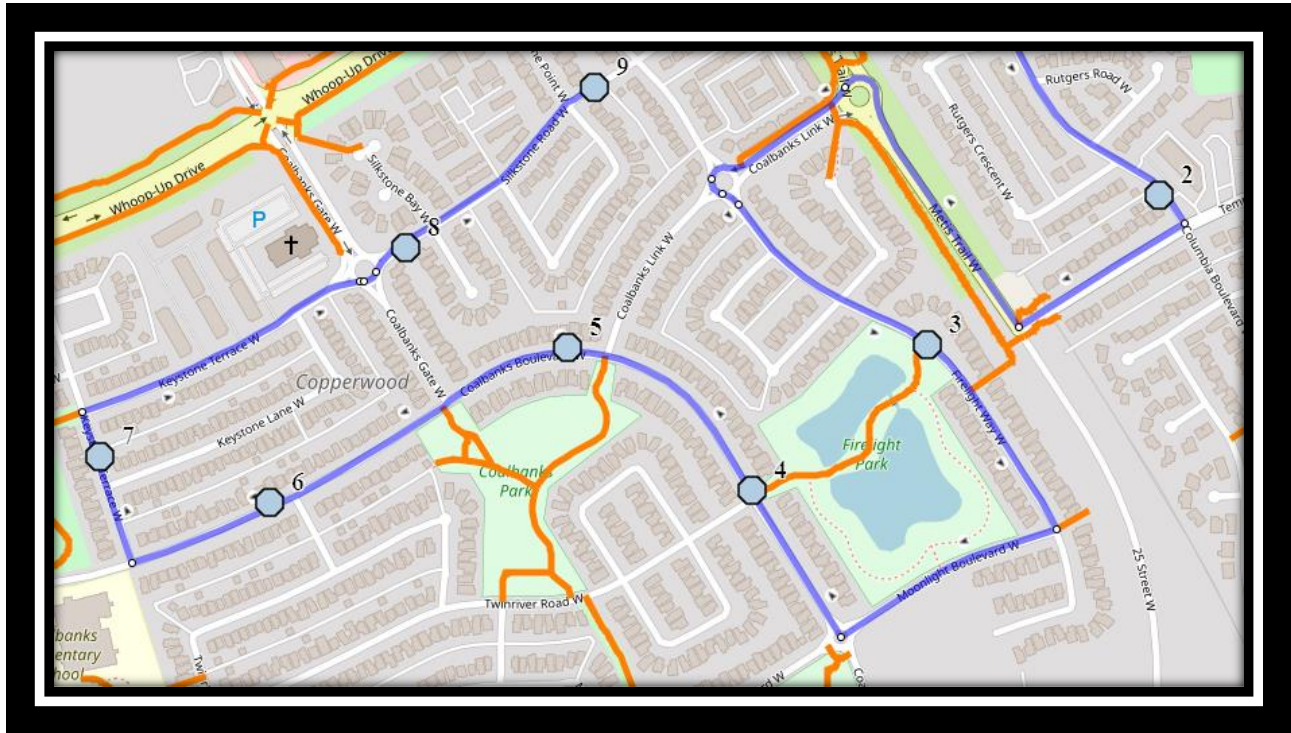 9
Whoop-Up Drive
Rutgers Road W
Coalbanks Link W
Rutgers Crescent W
2
Silkstone Road W
Silkstone Bay W
Coalbanks Gate W
Whoop-Up Drive
P
8
Metis Trail W
Columbia Boulevard
Coalbanks Link W
5
3
Keystone Terrace W
Coalbanks Gate W
Coalbanks Boulevard W
Copperwood
Firelight Way W
Keystone Lane W
7
Firelight
Park
4
Coalbanks
Park
6
Moonlight Boulevard W
25 Street W
Twinriver Road W